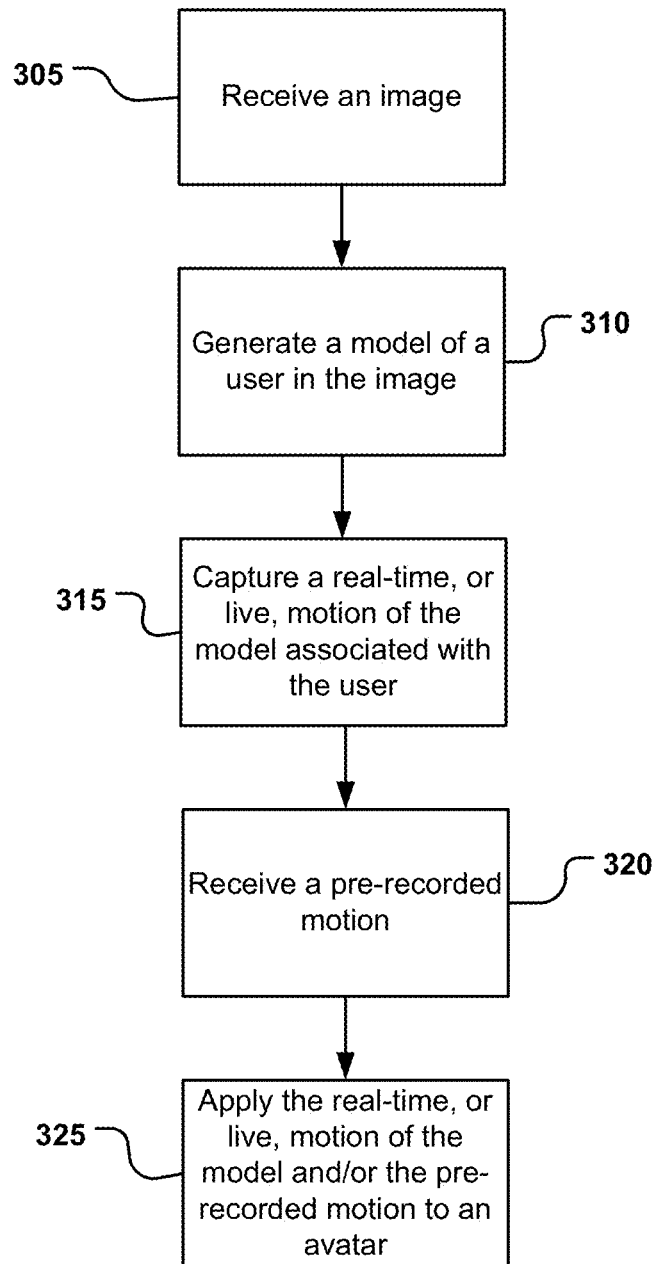 305
Receive an image
310
Generate a model of a
user in the image
315
Capture a real-time, or
live, motion of the
model associated with
the user
320
Receive a pre-recorded
motion
325
Apply the real-time, or
live, motion of the
model and/or the pre-
recorded motion to an
avatar